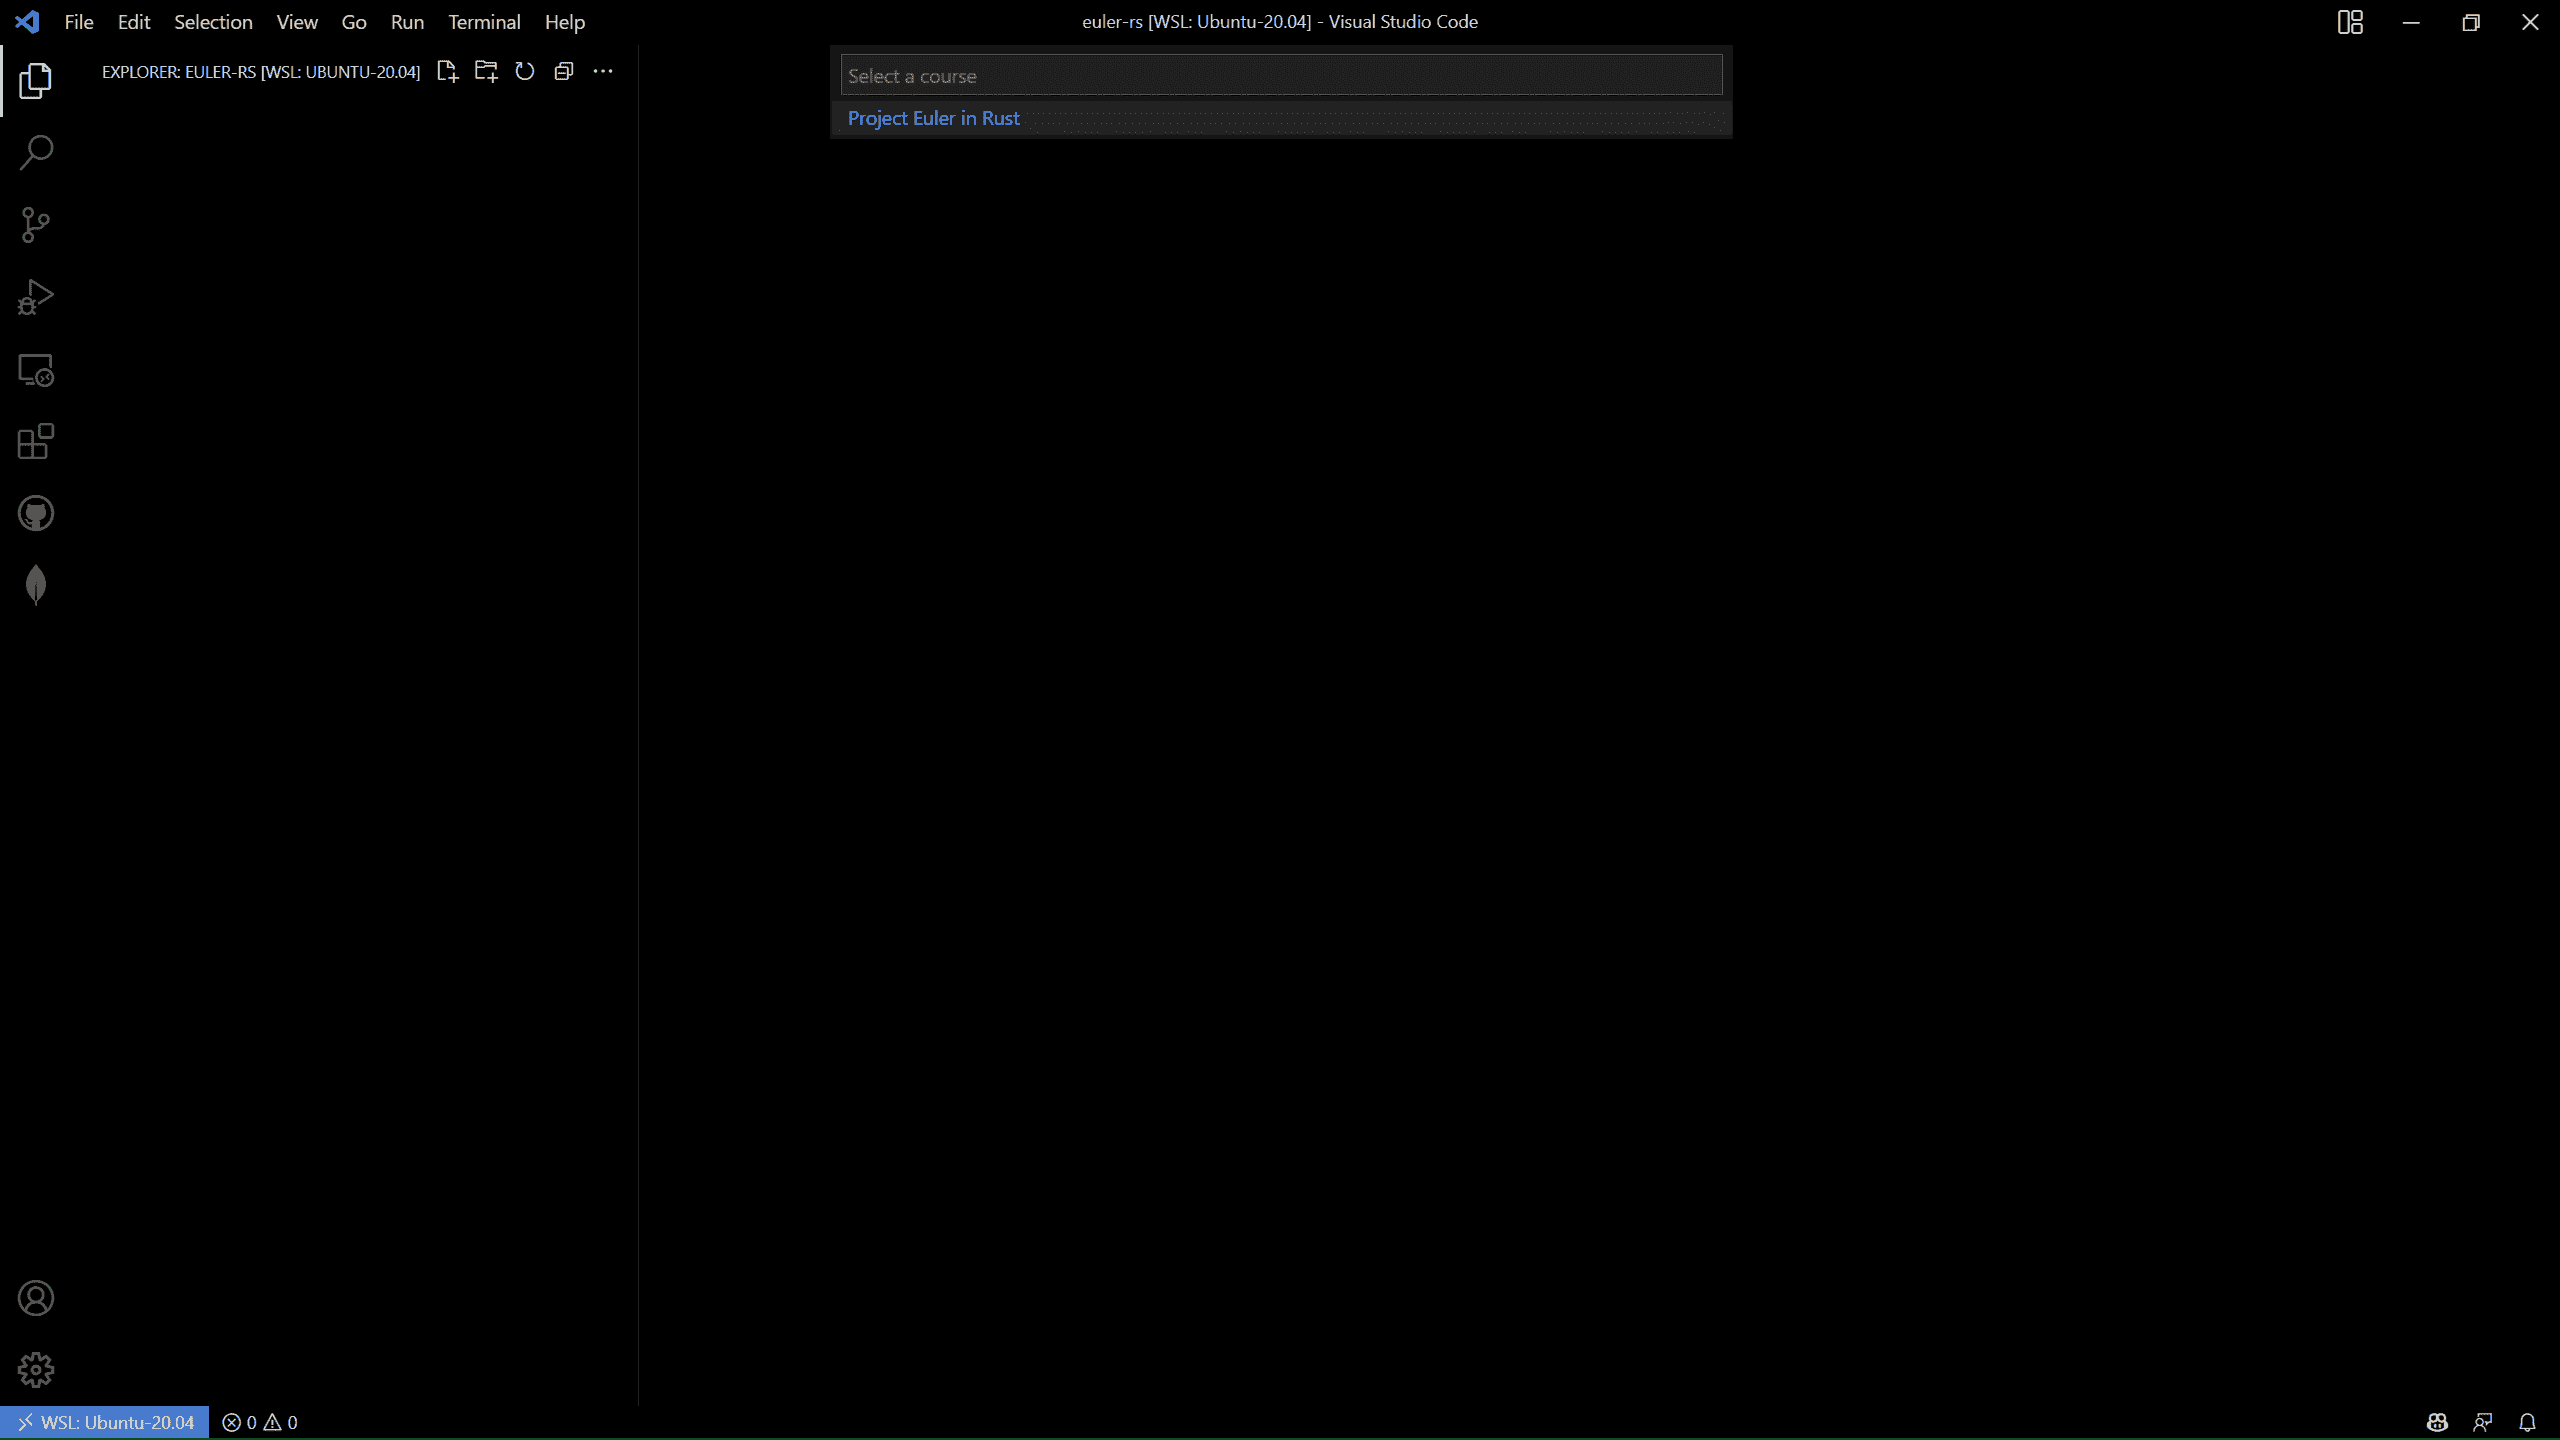 File Edit Selection View Go Run Terminal Help
euler-rs [WSL: Ubuntu-20.04] - Visual Studio Code
EXPLORER: EULER-RS [WSL: UBUNTU-20.04]
Select a course
Project Euler in Rust
WSL: Ubuntu-20.04 0 0